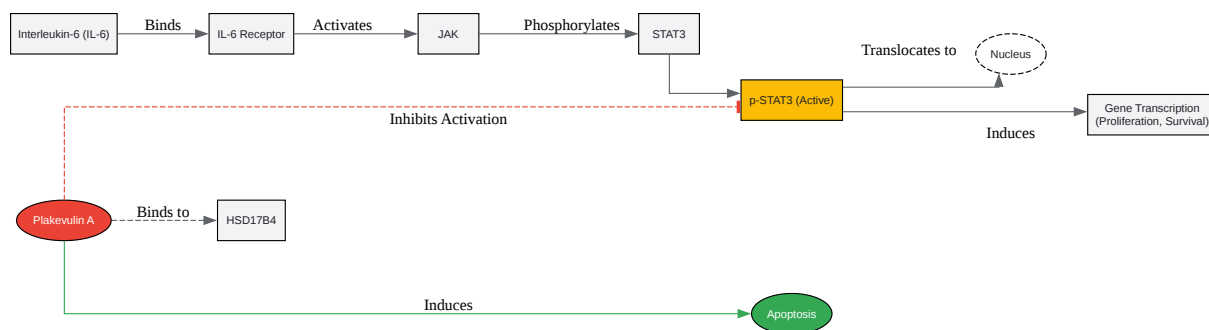 Interleukin-6 (IL-6)
Binds
IL-6 Receptor
Activates
JAK
Phosphorylates
STAT3
Translocates to
Nucleus
p-STAT3 (Active)
Inhibits Activation
Gene Transcription
(Proliferation, Survival)
Induces
Plakevulin A
Binds to
HSD17B4
Induces
Apoptosis